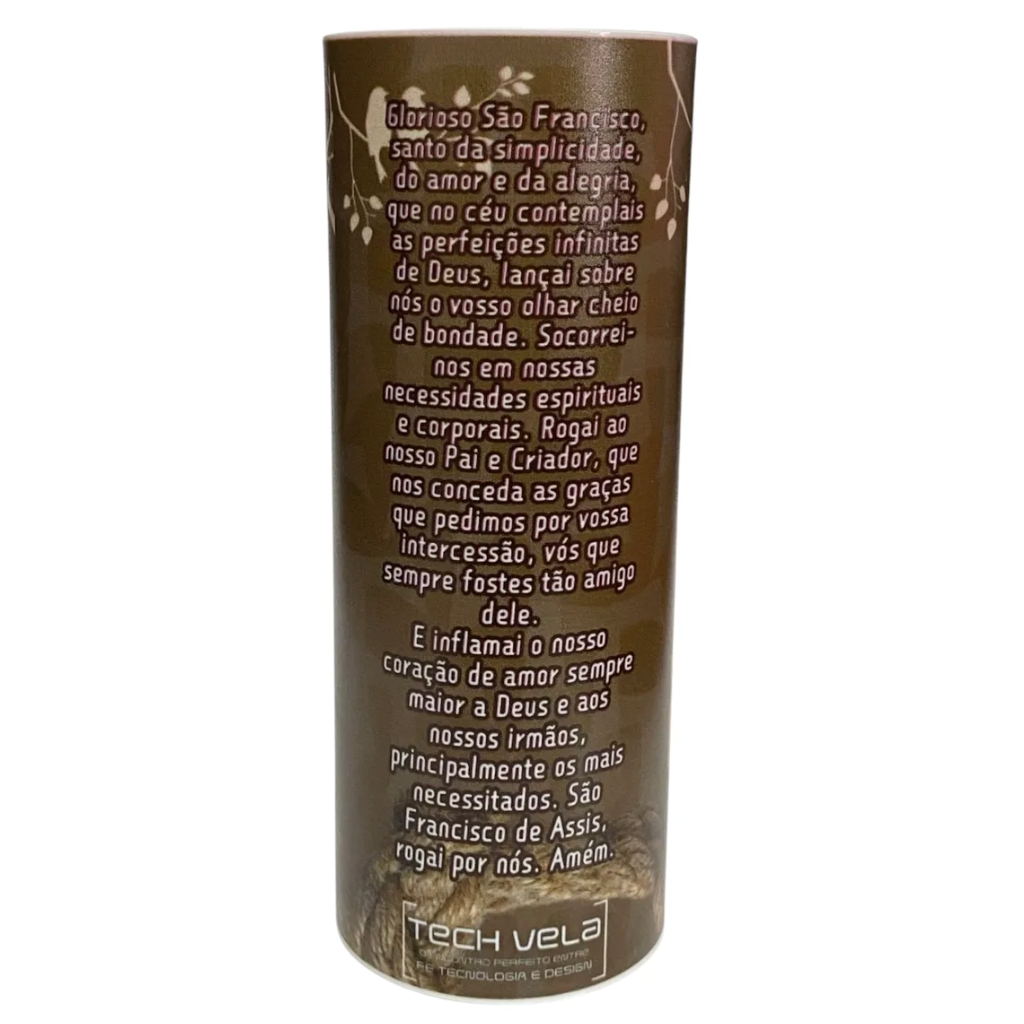 Glorioso São Francisco,
santo da simplicidade,
do amor e da alegria,
que no céu contemplais
as perfeições infinitas
de Deus, lançai sobre
nós o vosso olhar cheio
de bondade. Socorrei-
nos em nossas
necessidades espirituais
e corporais. Rogai ao
nosso Pai e Criador, que
nos conceda as graças
que pedimos por vossa
intercessão, vós que
sempre fostes tão amigo
dele.
E inflamai o nosso
coração de amor sempre
maior a Deus e aos
nossos irmãos,
principalmente os mais
necessitados. São
Francisco de Assis,
rogai por nós. Amém.
TECH VELA
PERFEITO ENTRE
FÉ TECNOLOGIA E DESIGN